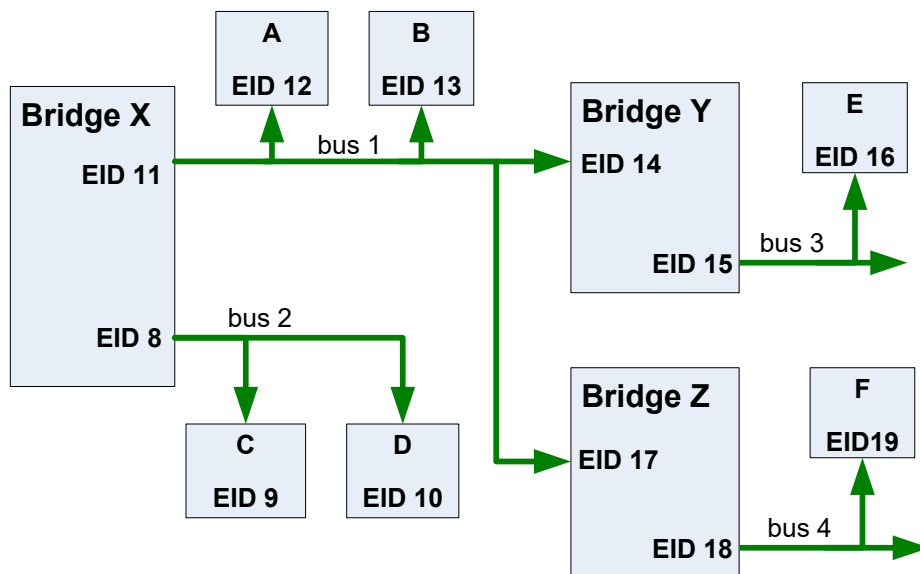 A
EID 12
B
EID 13
Bridge X
EID 11
bus 1
Bridge Y
EID 14
EID 15
E
EID 16
bus 3
EID 8
bus 2
C
EID 9
D
EID 10
Bridge Z
EID 17
EID 18
F
EID19
bus 4